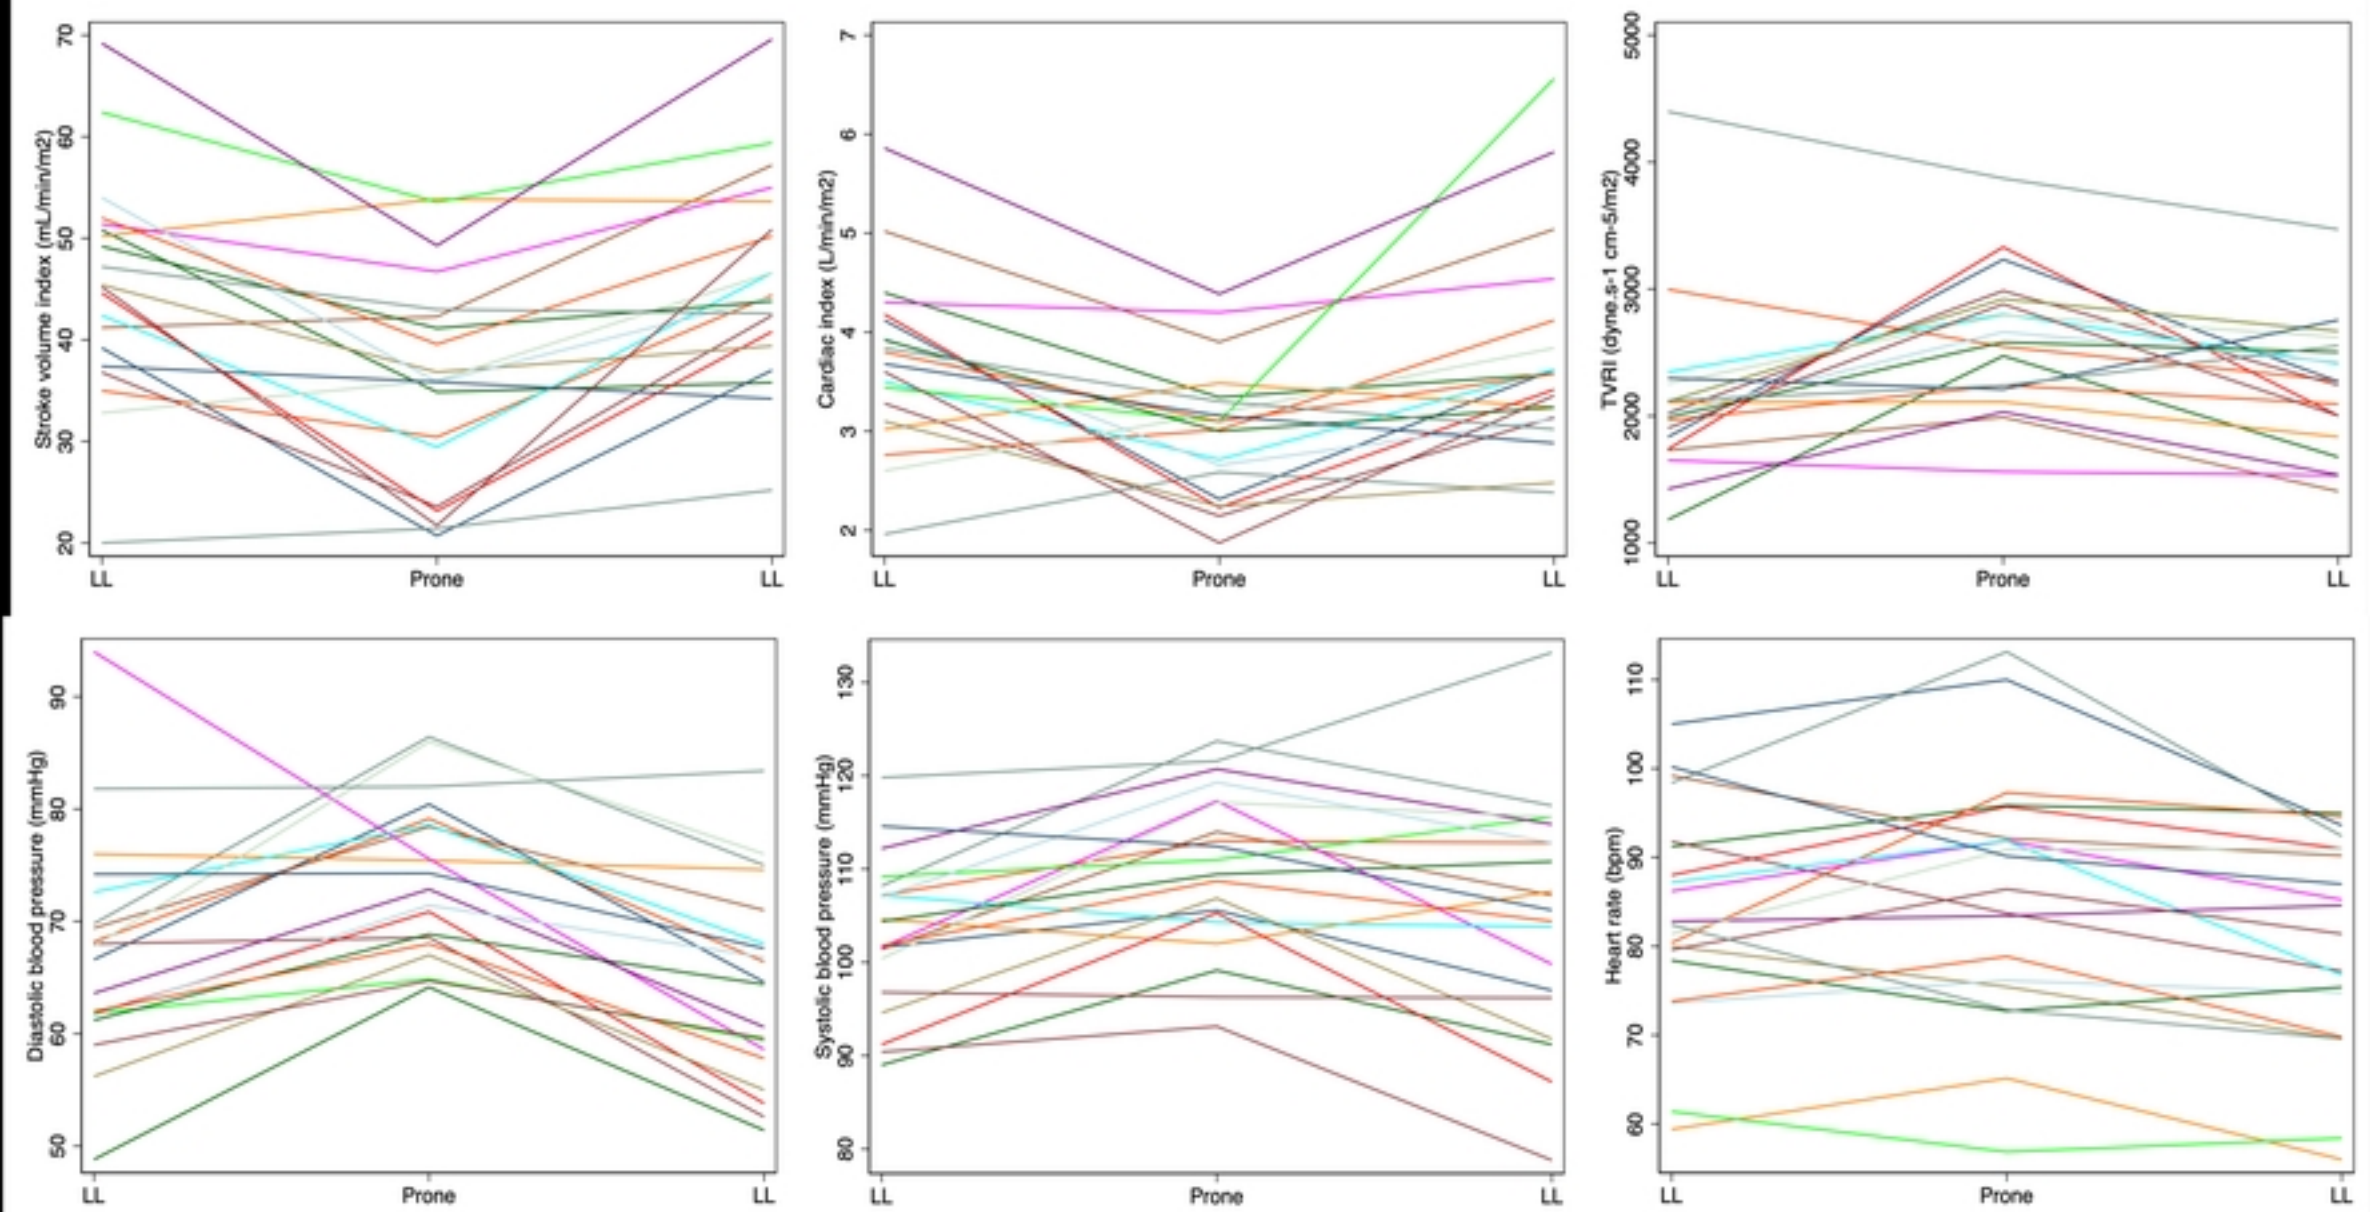 Stroke volume index (mL/min/m2)
70
60
50
40
30
20
LL Prone LL
Cardiac index (L/min/m2)
7
6
5
4
3
2
LL Prone LL
TVRI (dyne.s-1 cm-5/m2)
5000
4000
3000
2000
1000
LL Prone LL
Diastolic blood pressure (mmHg)
90
80
70
60
50
LL Prone LL
Systolic blood pressure (mmHg)
130
120
110
100
90
80
LL Prone LL
Heart rate (bpm)
110
100
90
80
70
60
LL Prone LL